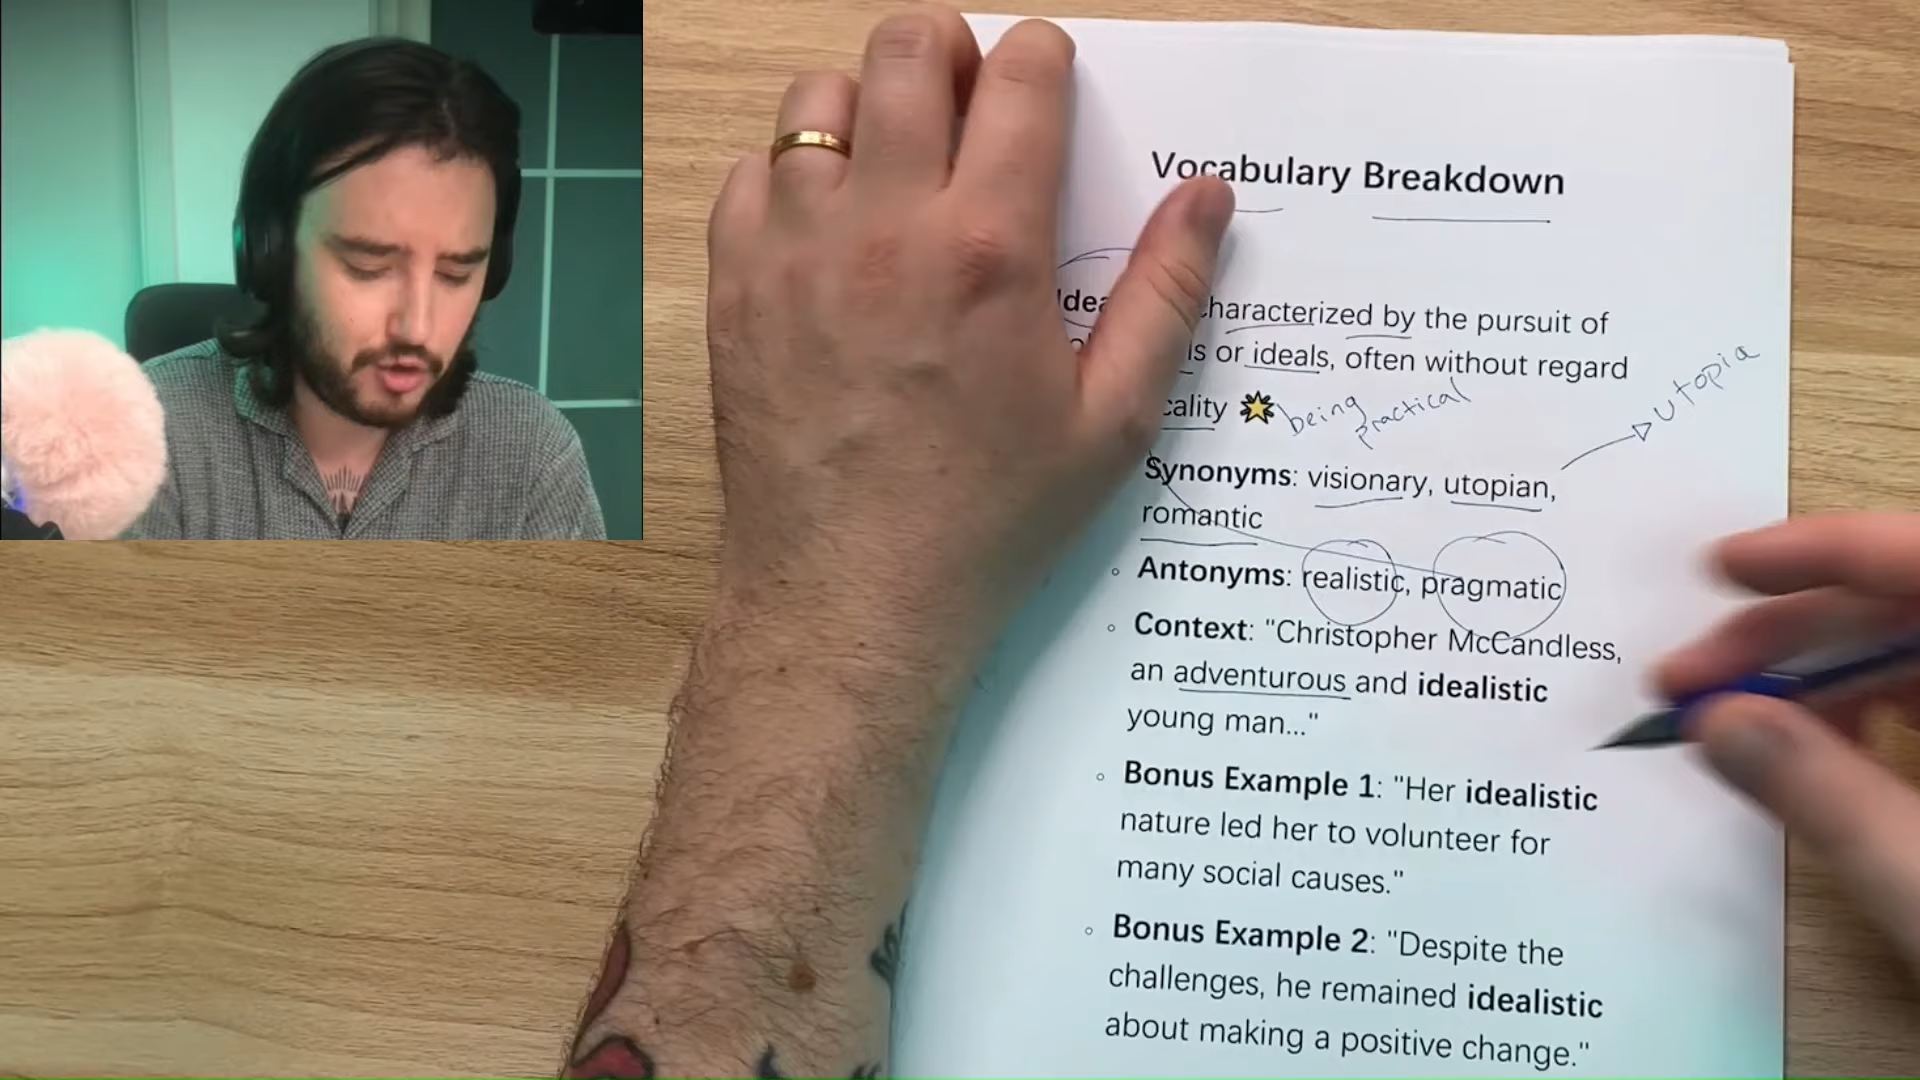 Vocabulary Breakdown
characterized by the pursuit of
or ideals, often without regard
being practical
utopia
Synonyms: visionary, utopian,
romantic
Antonyms: realistic, pragmatic
Context: "Christopher McCandless,
an adventurous and idealistic
young man..."
Bonus Example 1: "Her idealistic
nature led her to volunteer for
many social causes."
Bonus Example 2: "Despite the
challenges, he remained idealistic
about making a positive change."